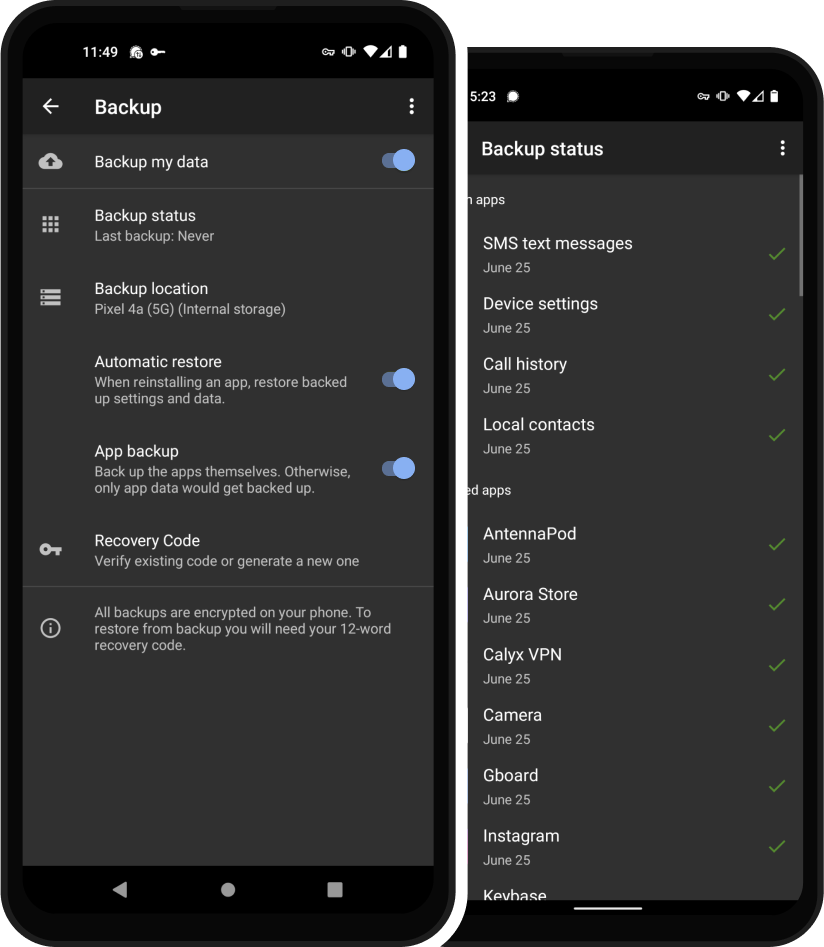 11:49
Backup
Backup my data
Backup status
Last backup: Never
Backup location
Pixel 4a (5G) (Internal storage)
Automatic restore
When reinstalling an app, restore backed
up settings and data.
App backup
Back up the apps themselves. Otherwise,
only app data would get backed up.
Recovery Code
Verify existing code or generate a new one
All backups are encrypted on your phone. To
restore from backup you will need your 12-word
recovery code.
5:23
Backup status
apps
SMS text messages
June 25
Device settings
June 25
Call history
June 25
Local contacts
June 25
apps
AntennaPod
June 25
Aurora Store
June 25
Calyx VPN
June 25
Camera
June 25
Gboard
June 25
Instagram
June 25
Keybase